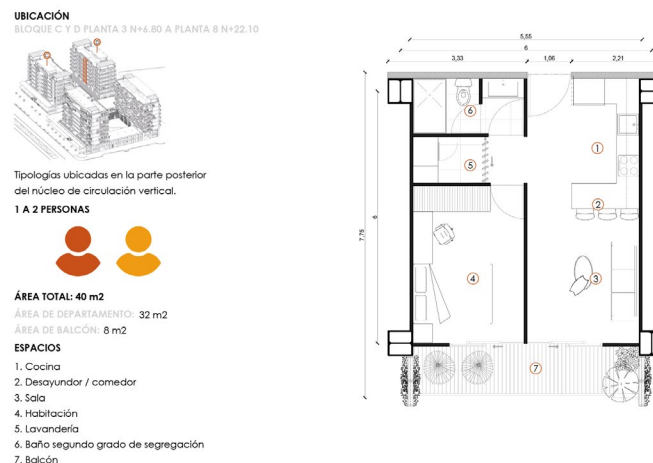 UBICACIÓN
BLOQUE C Y D PLANTA 3 N+6.80 A PLANTA 8 N+22.10
Tipologías ubicadas en la parte posterior
del núcleo de circulación vertical.
1 A 2 PERSONAS
ÁREA TOTAL: 40 m2
ÁREA DE DEPARTAMENTO: 32 m2
ÁREA DE BALCÓN: 8 m2
ESPACIOS
1. Cocina
2. Desayundor / comedor
3. Sala
4. Habitación
5. Lavandería
6. Baño segundo grado de segregación
7. Balcón
5,55
6
3,33 1,06 2,21
7,75
6
6
1
5
2
4
3
7